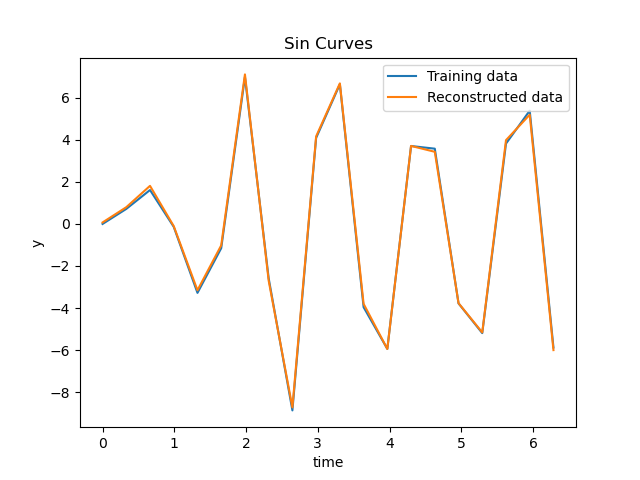 Sin Curves
Training data
Reconstructed data
6
4
2
0
−2
−4
−6
−8
y
0 1 2 3 4 5 6
time